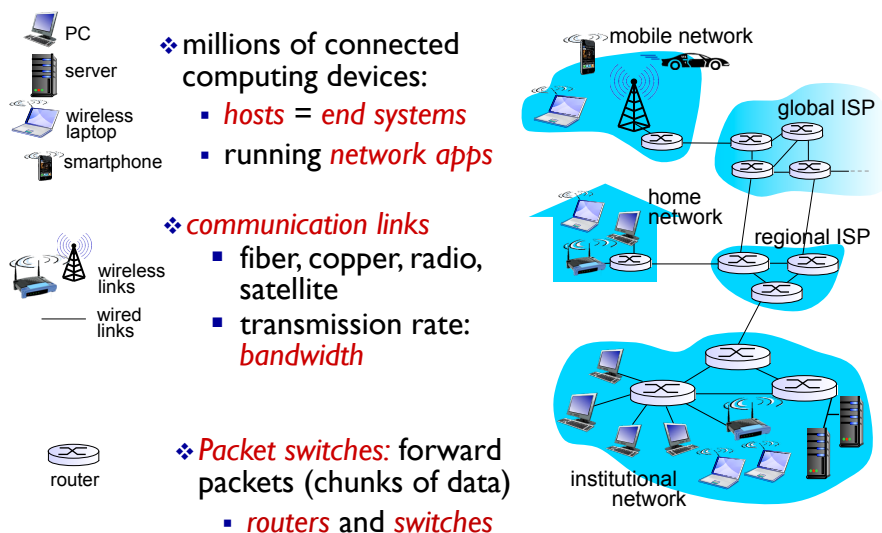 PC
server
wireless
laptop
smartphone
❖ millions of connected
computing devices:
▪ hosts = end systems
▪ running network apps
wireless
links
wired
links
❖ communication links
▪ fiber, copper, radio,
satellite
▪ transmission rate:
bandwidth
router
❖ Packet switches: forward
packets (chunks of data)
▪ routers and switches
mobile network
global ISP
home
network
regional ISP
institutional
network